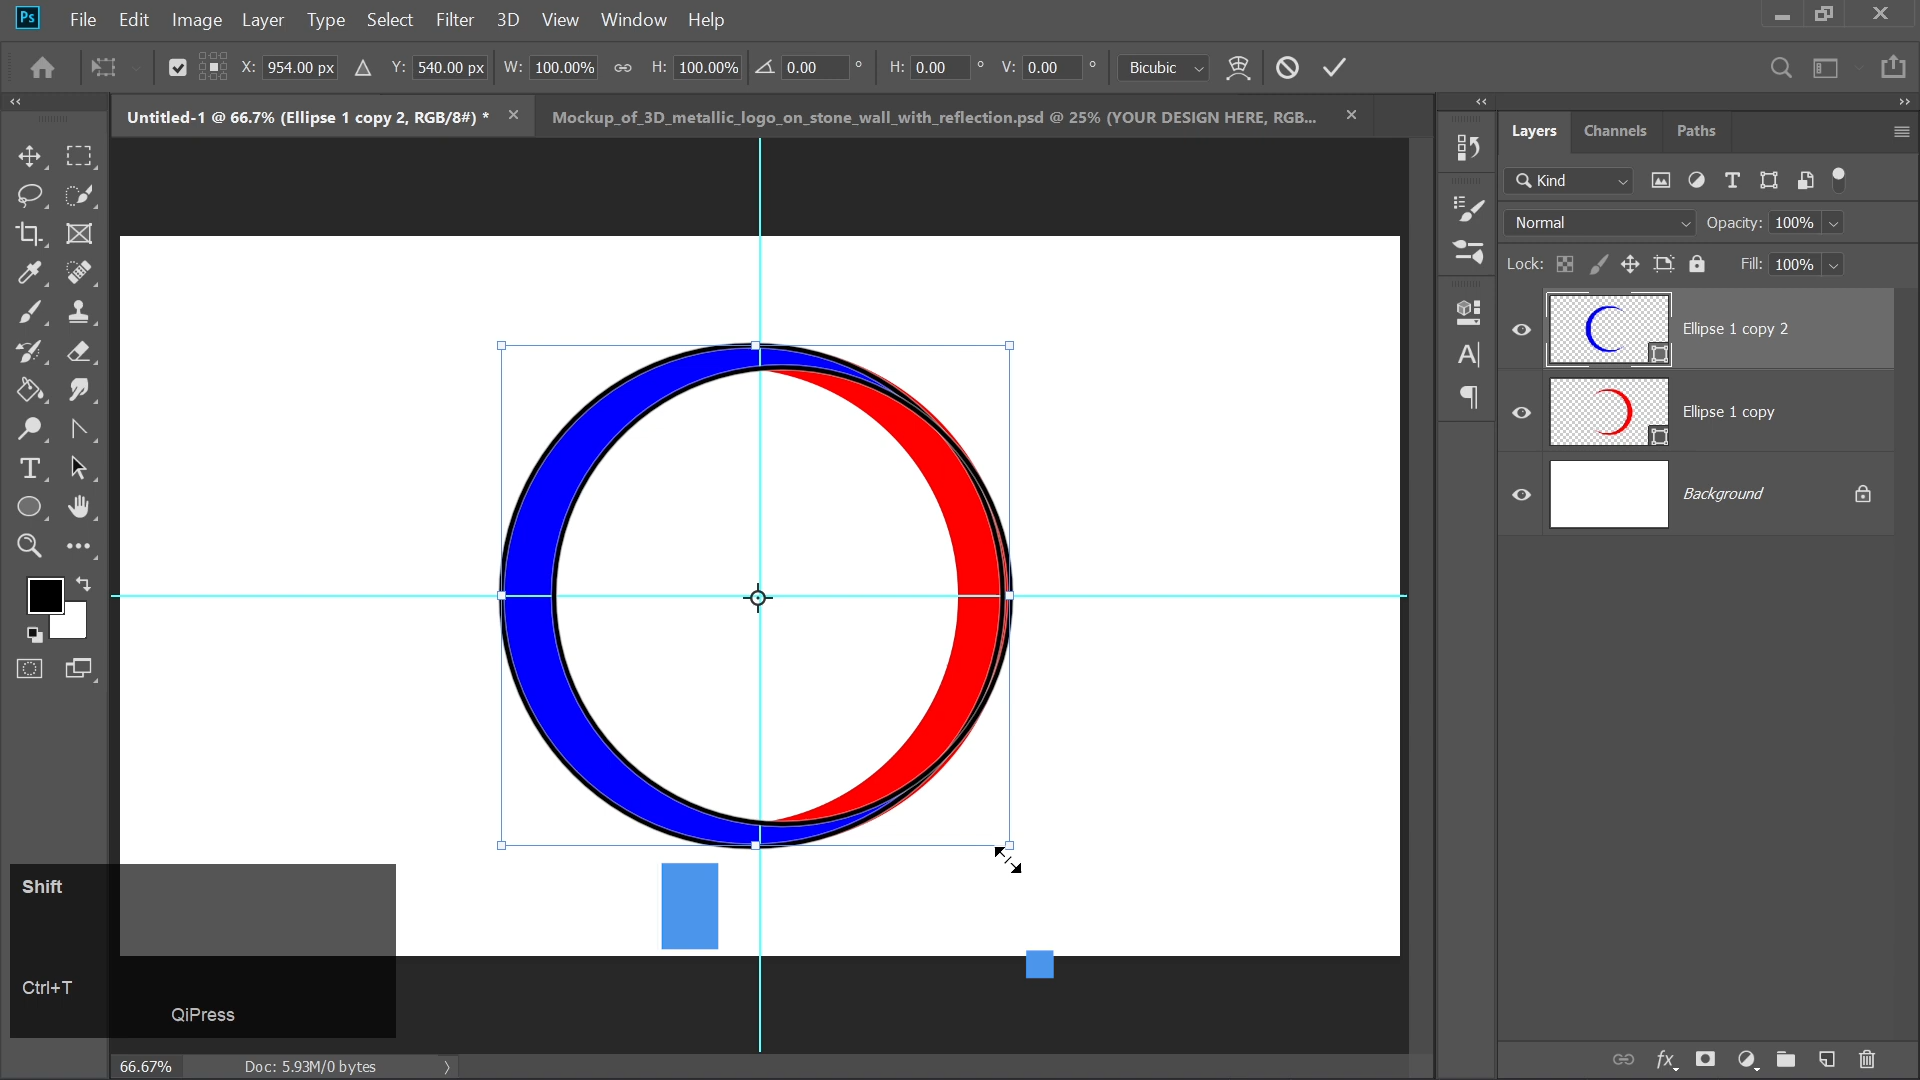 Ps File Edit Image Layer Type Select Filter 3D View Window Help
X: 954.00 px Y: 540.00 px W: 100.00% H: 100.00% 0.00 ° H: 0.00 ° V: 0.00 ° Bicubic
Untitled-1 @ 66.7% (Ellipse 1 copy 2, RGB/8#) * Mockup_of_3D_metallic_logo_on_stone_wall_with_reflection.psd @ 25% (YOUR DESIGN HERE, RGB...
Layers Channels Paths
Kind
Normal Opacity: 100%
Lock: Fill: 100%
Ellipse 1 copy 2
Ellipse 1 copy
Background
Shift
Ctrl+T
QiPress
66.67% Doc: 5.93M/0 bytes
fx